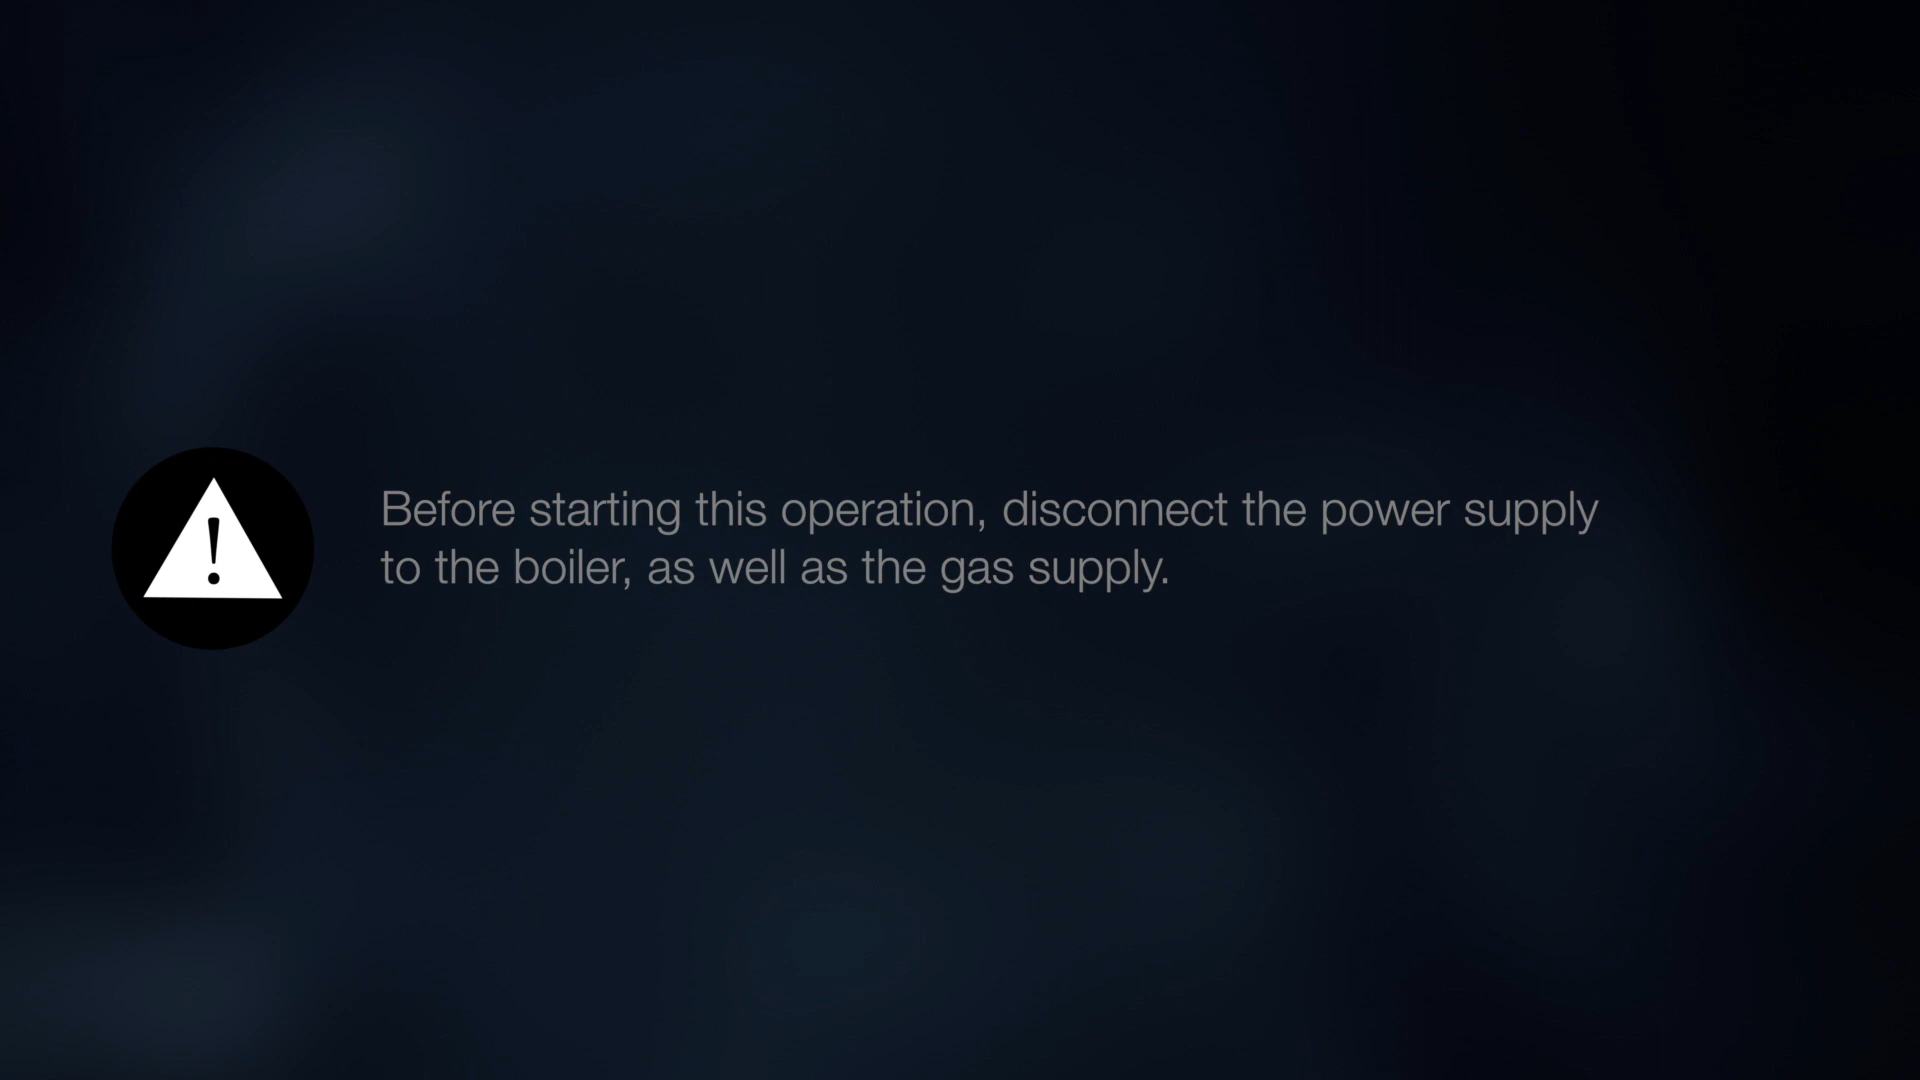 Before starting this operation, disconnect the power supply
to the boiler, as well as the gas supply.